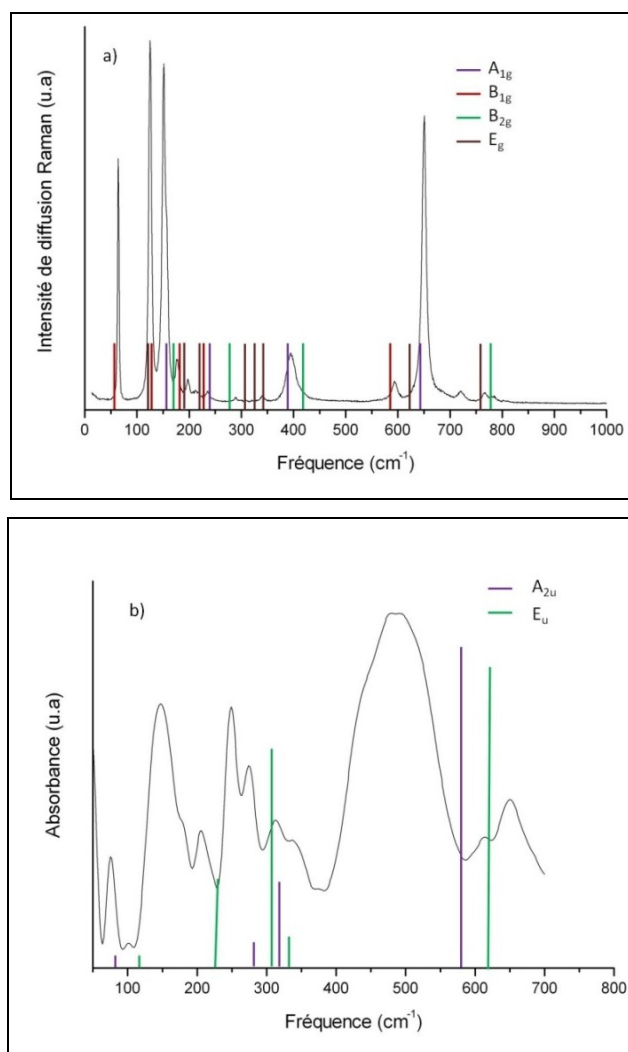 a)
A1g
B1g
B2g
Eg
Intensité de diffusion Raman (u.a)
0 100 200 300 400 500 600 700 800 900 1000
Fréquence (cm-1)
b)
A2u
Eu
Absorbance (u.a)
100 200 300 400 500 600 700 800
Fréquence (cm-1)